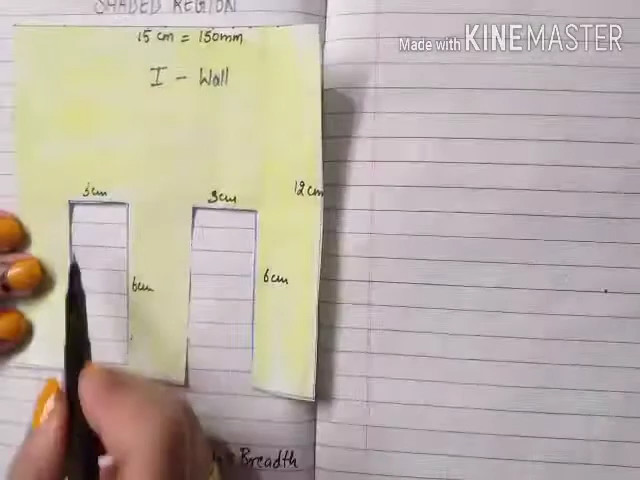 SHADED REGION
Made with KINEMASTER
15 cm = 150mm
I - Wall
3cm
3cm
12cm
6cm
6cm
Breadth